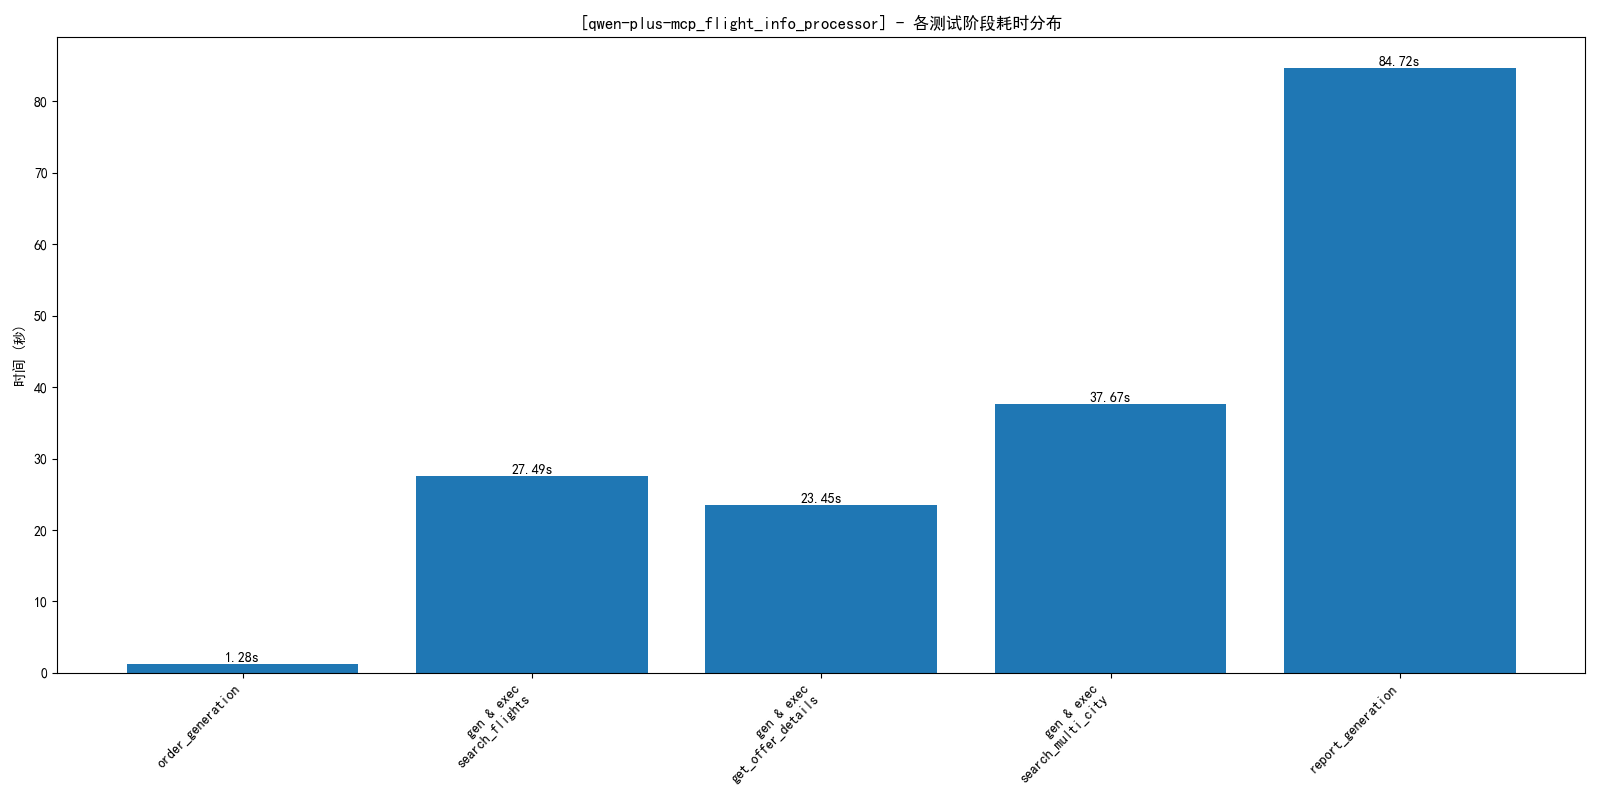 [qwen-plus-mcp_flight_info_processor] - 各测试阶段耗时分布
时间 (秒)
80
70
60
50
40
30
20
10
0
1.28s
27.49s
23.45s
37.67s
84.72s
order_generation
gen & exec
search_flights
gen & exec
get_offer_details
gen & exec
search_multi_city
report_generation